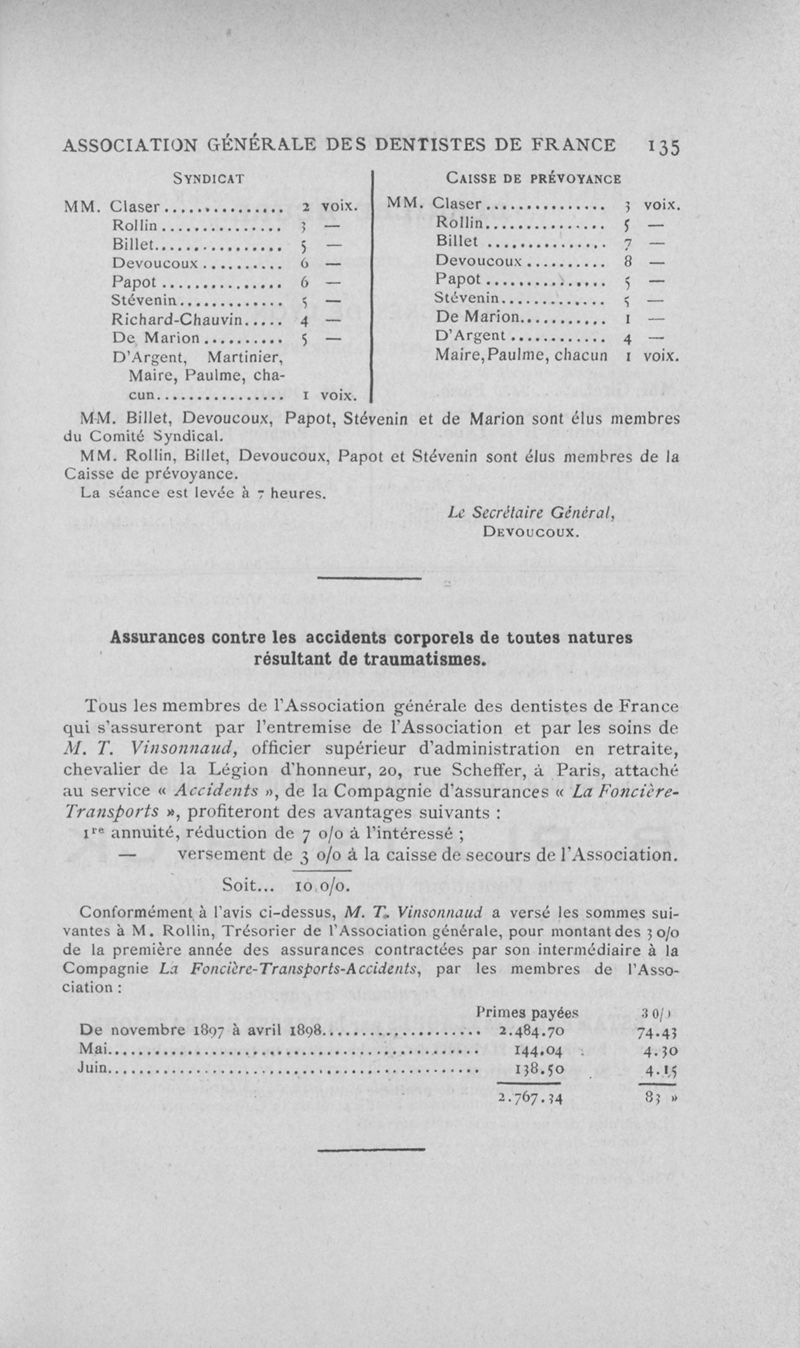 ASSOCIATION GÉNÉRALE DES DENTISTES DE FRANCE 135
SYNDICAT
MM. Claser............... 2 voix.
Rollin............... 3 —
Billet................ 5 —
Devoucoux.......... 6 —
Papot............... 6 —
Stévenin............. 5 —
Richard-Chauvin..... 4 —
De Marion.......... 5 —
D'Argent, Martinier,
Maire, Paulme, cha-
cun................ 1 voix.
CAISSE DE PRÉVOYANCE
MM. Claser............... 3 voix.
Rollin............... 5 —
Billet............... 7 —
Devoucoux.......... 8 —
Papot............... 5 —
Stévenin............. 5 —
De Marion........... 1 —
D'Argent............ 4 —
Maire, Paulme, chacun 1 voix.
MM. Billet, Devoucoux, Papot, Stévenin et de Marion sont élus membres
du Comité Syndical.
MM. Rollin, Billet, Devoucoux, Papot et Stévenin sont élus membres de la
Caisse de prévoyance.
La séance est levée à 7 heures.
Le Secrétaire Général,
DEVOUCOUX.
Assurances contre les accidents corporels de toutes natures
résultant de traumatismes.
Tous les membres de l'Association générale des dentistes de France
qui s'assureront par l'entremise de l'Association et par les soins de
M. T. Vinsonnaud, officier supérieur d'administration en retraite,
chevalier de la Légion d'honneur, 20, rue Scheffer, à Paris, attaché
au service « Accidents », de la Compagnie d'assurances « La Foncière-
Transports », profiteront des avantages suivants :
1re annuité, réduction de 7 0/0 à l'intéressé ;
— versement de 3 0/0 à la caisse de secours de l'Association.
Soit... 10 0/0.
Conformément à l'avis ci-dessus, M. T. Vinsonnaud a versé les sommes sui-
vantes à M. Rollin, Trésorier de l'Association générale, pour montant des 3 0/0
de la première année des assurances contractées par son intermédiaire à la
Compagnie La Foncière-Transports-Accidents, par les membres de l'Asso-
ciation :
Primes payées 3 0/0
De novembre 1897 à avril 1898..................... 2.484.70 74.43
Mai................................................ 144.04 4.30
Juin................................................ 138.50 4.15
2.767.34 83 »